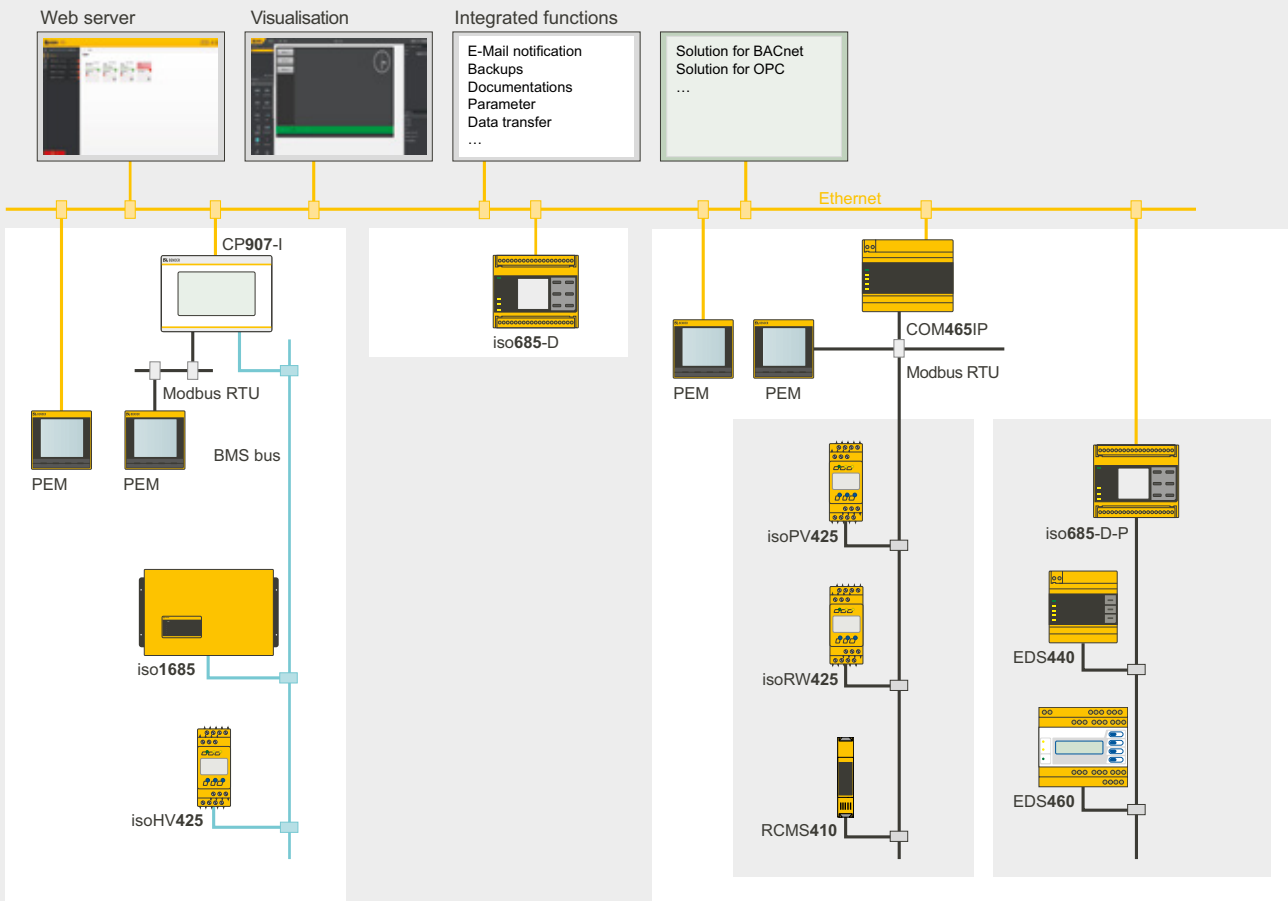 Web server
Visualisation
Integrated functions
E-Mail notification
Backups
Documentations
Parameter
Data transfer
…
Solution for BACnet
Solution for OPC
…
Ethernet
CP907-I
Modbus RTU
PEM
PEM
BMS bus
iso1685
isoHV425
iso685-D
COM465IP
Modbus RTU
PEM
PEM
isoPV425
isoRW425
RCMS410
iso685-D-P
EDS440
EDS460